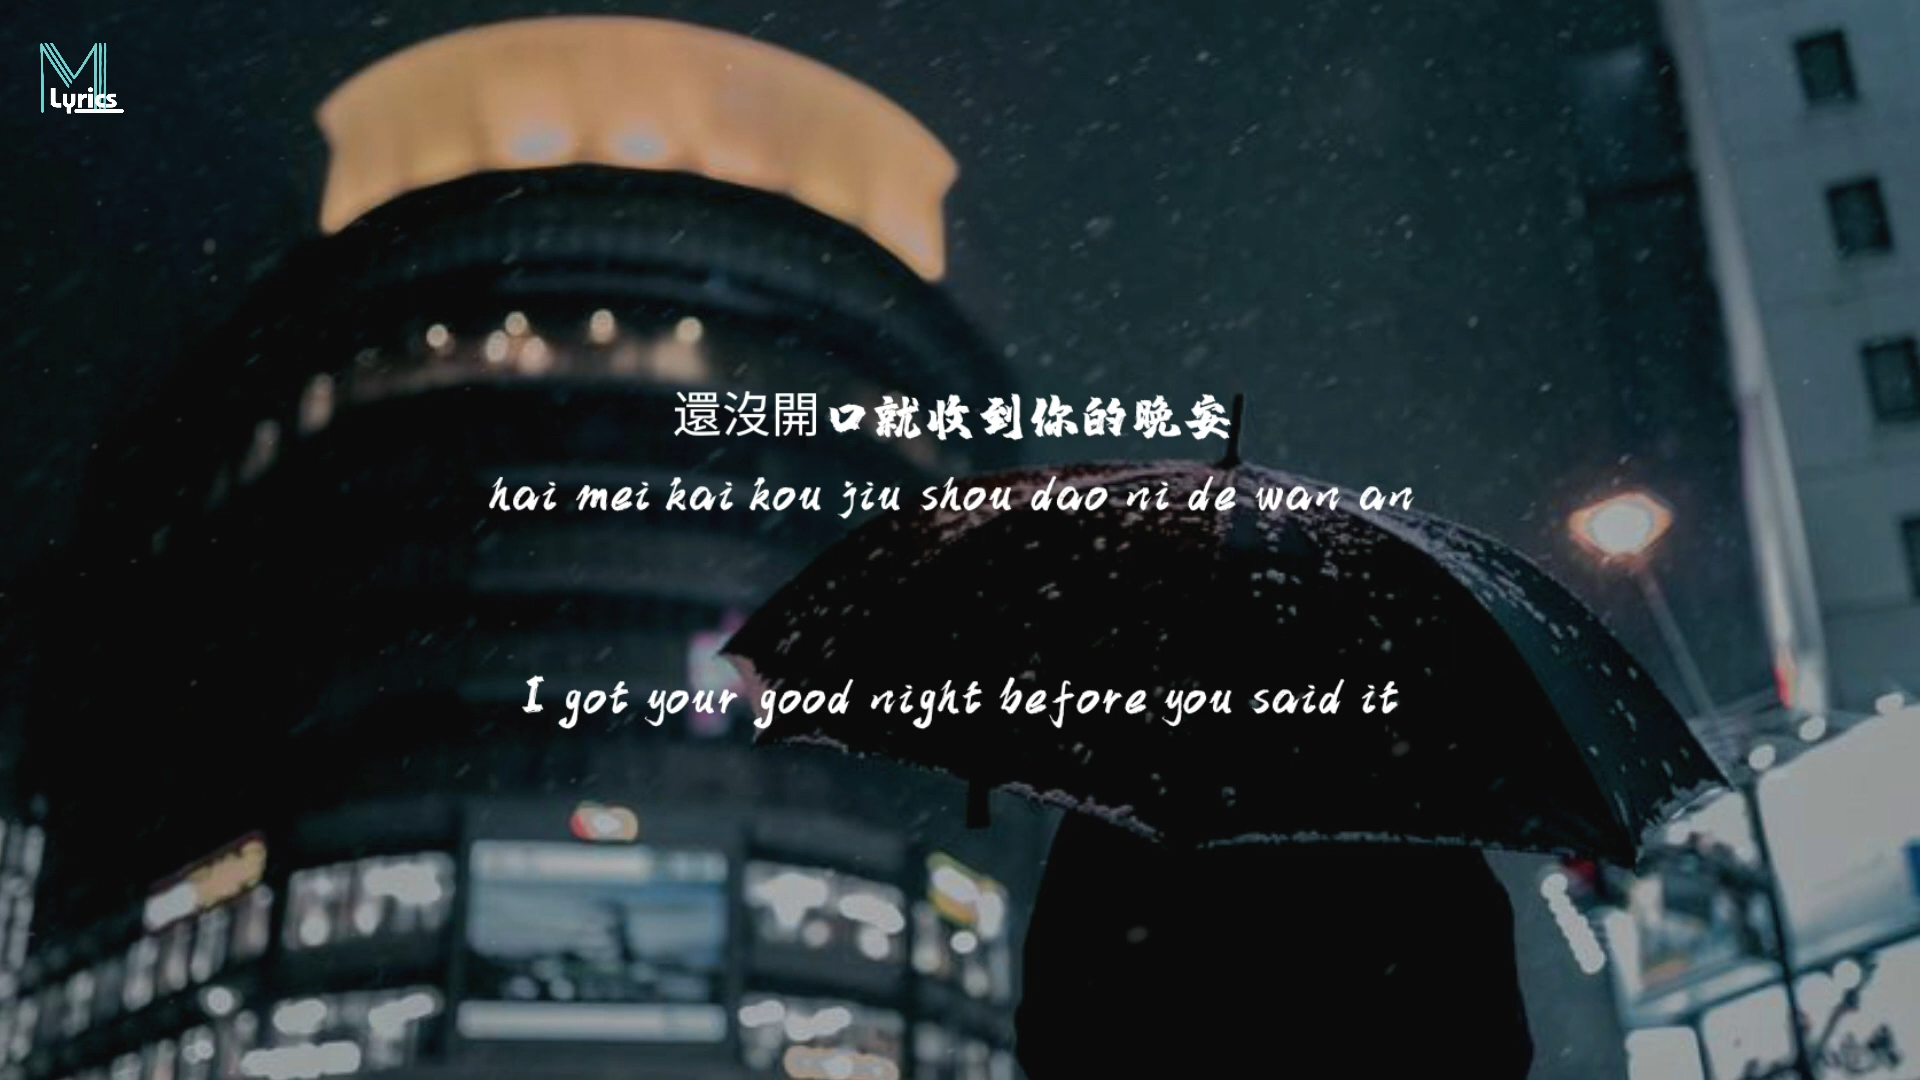 M
Lyrics
還沒開口就收到你的晚安
hai mei kai kou jiu shou dao ni de wan an
I got your good night before you said it